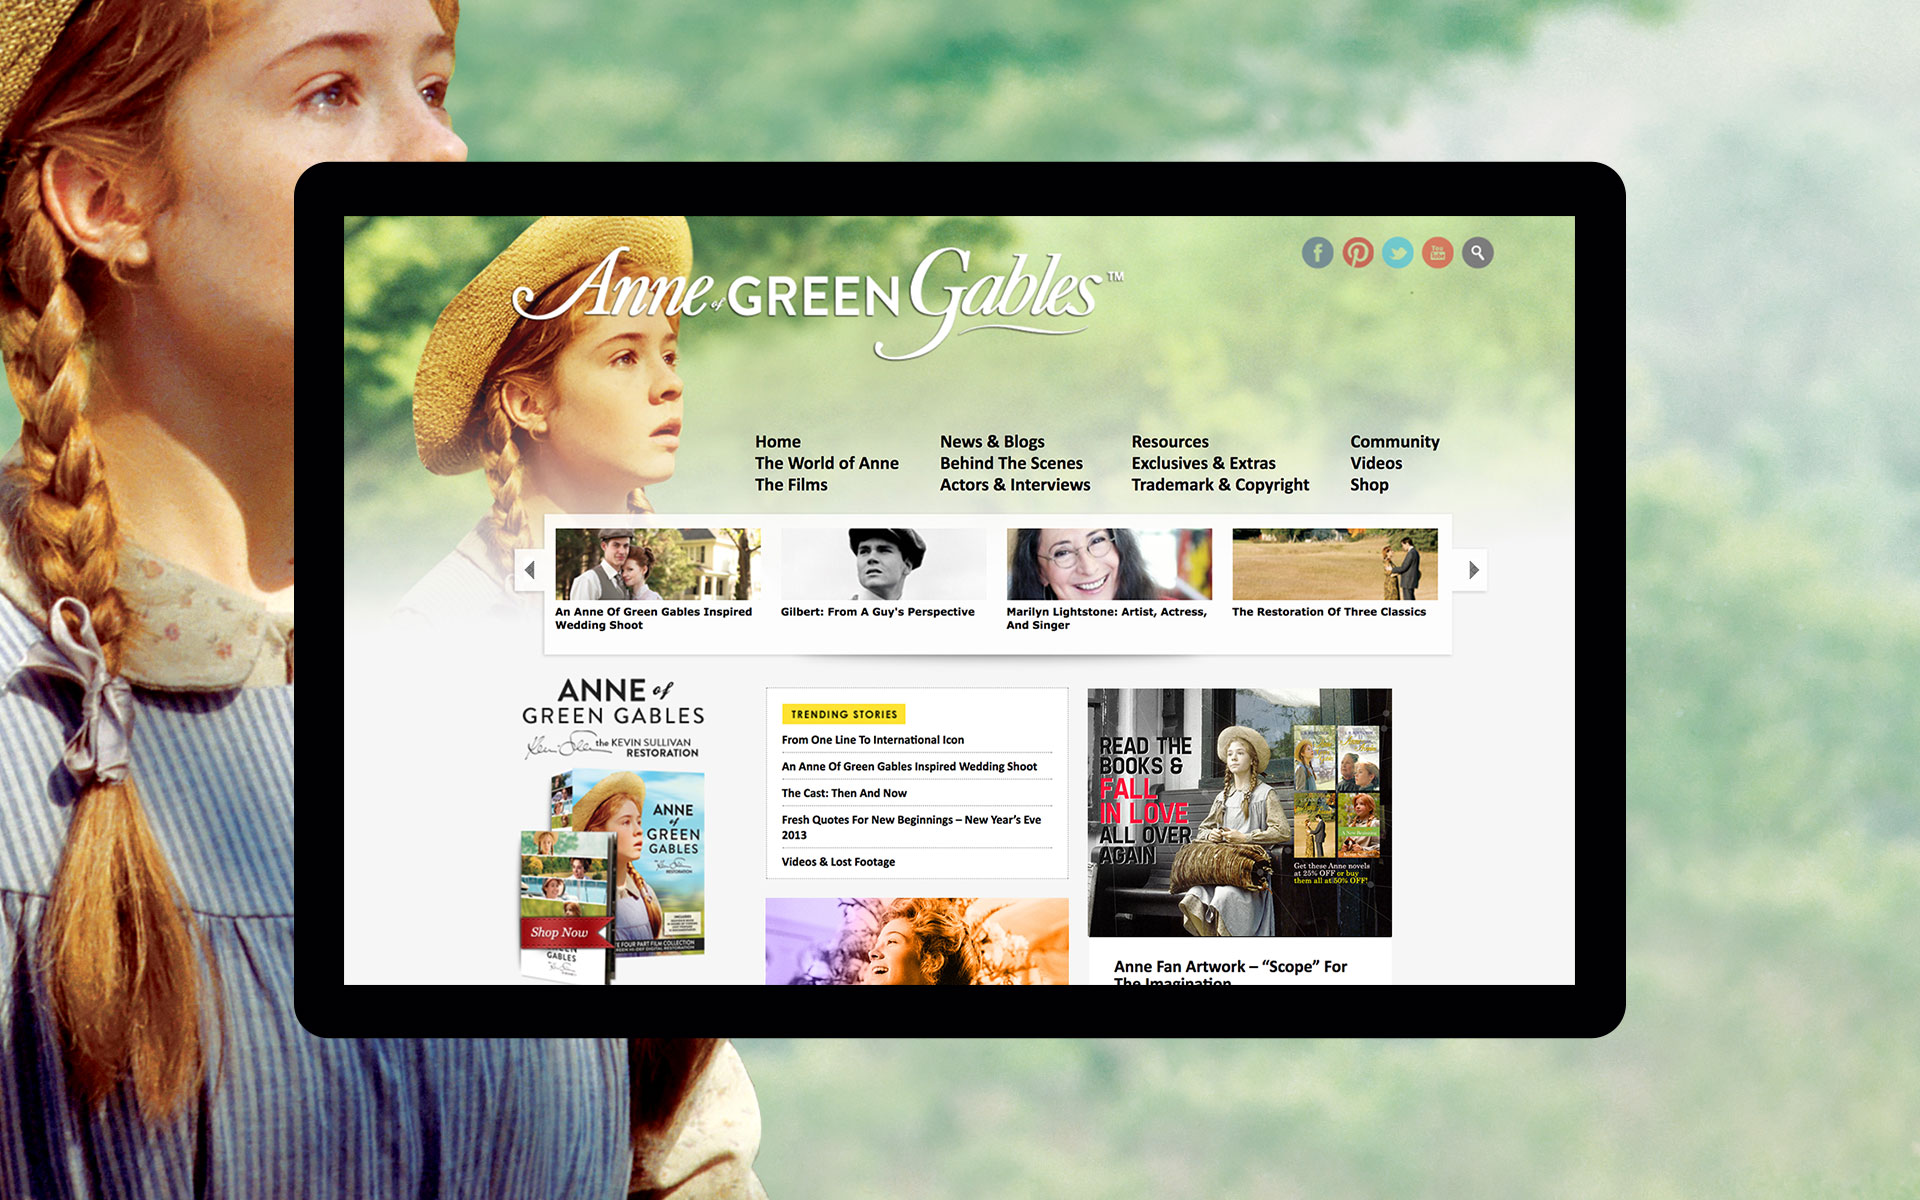 Anne of GREEN Gables™
Home
The World of Anne
The Films
News & Blogs
Behind The Scenes
Actors & Interviews
Resources
Exclusives & Extras
Trademark & Copyright
Community
Videos
Shop
An Anne Of Green Gables Inspired
Wedding Shoot
Gilbert: From A Guy's Perspective
Marilyn Lightstone: Artist, Actress,
And Singer
The Restoration Of Three Classics
ANNE of
GREEN GABLES
the KEVIN SULLIVAN
RESTORATION
ANNE
of
GREEN
GABLES
Shop Now
FOUR PART FILM COLLECTION
GABLES
TRENDING STORIES
From One Line To International Icon
An Anne Of Green Gables Inspired Wedding Shoot
The Cast: Then And Now
Fresh Quotes For New Beginnings – New Year's Eve
2013
Videos & Lost Footage
READ THE
BOOKS &
FALL
IN LOVE
ALL OVER
AGAIN
Get these Anne novels
at 25% OFF or buy
them all at 50% OFF!
Anne Fan Artwork – “Scope” For
The Imagination